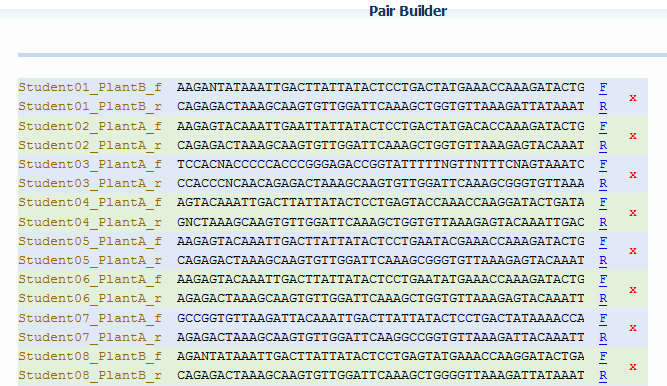 Pair Builder
Student01_PlantB_f AAGANTATAAATTGACTTATTATACTCCTGACTATGAAACCAAAGATACTG F
Student01_PlantB_r CAGAGACTAAAGCAAGTGTTGGATTCAAAGCTGGTGTTAAAGATTATAAAT R
x
Student02_PlantA_f AAGAGTACAAATTGAATTATTATACTCCTGACTATGACACCAAAGATACTG F
Student02_PlantA_r CAGAGACTAAAGCAAGTGTTGGATTCAAAGCTGGTGTTAAAGAGTACAAAT R
x
Student03_PlantA_f TCCACNACCCCCACCCGGGAGACCGGTATTTTTNGTTNTTTCNAGTAAATC F
Student03_PlantA_r CCACCCNCAACAGAGACTAAAGCAAGTGTTGGATTCAAAGCGGGTGTTAAA R
x
Student04_PlantA_f AGTACAAATTGACTTATTATACTCCTGAGTACCAAACCAAGGATACTGATA F
Student04_PlantA_r GNCTAAAGCAAGTGTTGGATTCAAAGCTGGTGTTAAAGAGTACAAATTGAC R
x
Student05_PlantA_f AAGAGTACAAATTGACTTATTATACTCCTGAATACGAAACCAAAGATACTG F
Student05_PlantA_r CAGAGACTAAAGCAAGTGTTGGATTCAAAGCGGGTGTTAAAGAGTACAAAT R
x
Student06_PlantA_f AAGAGTACAAATTGACTTATTATACTCCTGAATATGAAACCAAAGATACTG F
Student06_PlantA_r AGAGACTAAAGCAAGTGTTGGATTCAAAGCTGGTGTTAAAGAGTACAAATT R
x
Student07_PlantA_f GCCGGTGTTAAGATTACAAATTGACTTATTATACTCCTGACTATAAAACCA F
Student07_PlantA_r AGAGACTAAAGCAAGTGTTGGATTCAAGGCCGGTGTTAAAGATTACAAATT R
x
Student08_PlantB_f AGANTATAAATTGACTTATTATACTCCTGAGTATGAAACCAAGGATACTGA F
Student08_PlantB_r CAGAGACTAAAGCAAGTGTTGGATTCAAAGCTGGGGTTAAAGATTATAAAT R
x